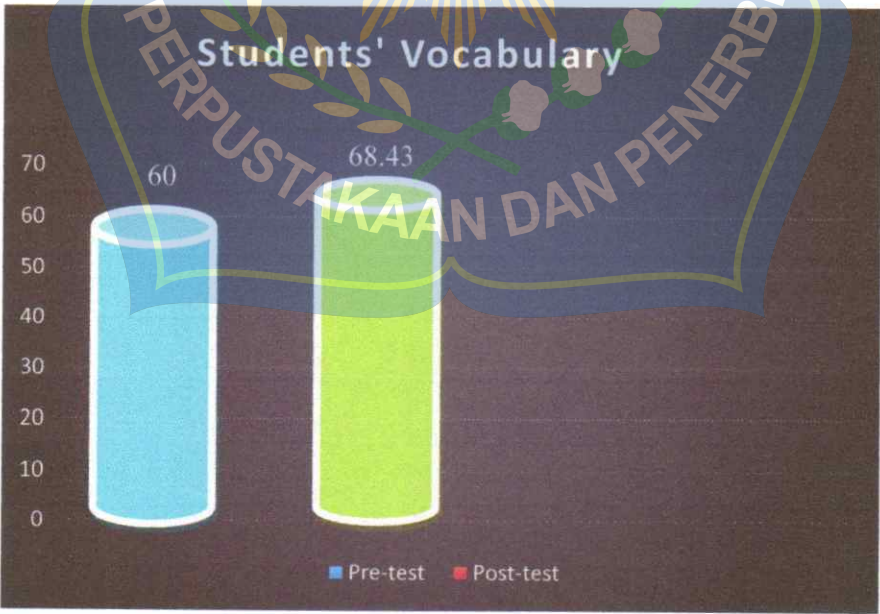 Students' Vocabulary
PERPUSTAKAAN DAN PENERBI
70
60
50
40
30
20
10
0
60
68.43
Pre-test
Post-test